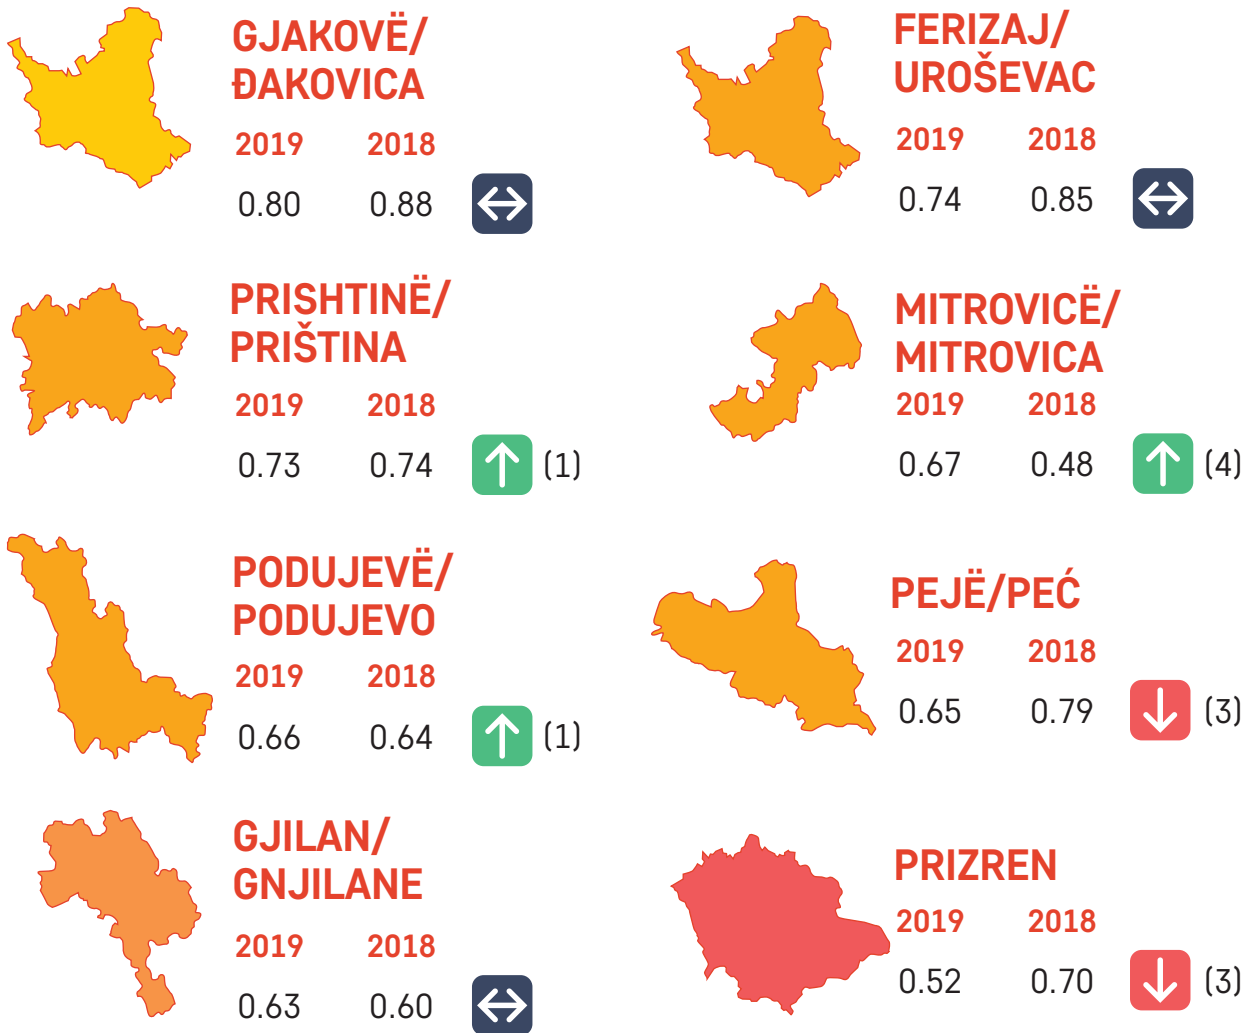 GJAKOVË/
ĐAKOVICA
2019 2018
0.80 0.88
FERIZAJ/
UROŠEVAC
2019 2018
0.74 0.85
PRISHTINË/
PRIŠTINA
2019 2018
0.73 0.74 (1)
MITROVICË/
MITROVICA
2019 2018
0.67 0.48 (4)
PODUJEVË/
PODUJEVO
2019 2018
0.66 0.64 (1)
PEJË/PEĆ
2019 2018
0.65 0.79 (3)
GJILAN/
GNJILANE
2019 2018
0.63 0.60
PRIZREN
2019 2018
0.52 0.70 (3)